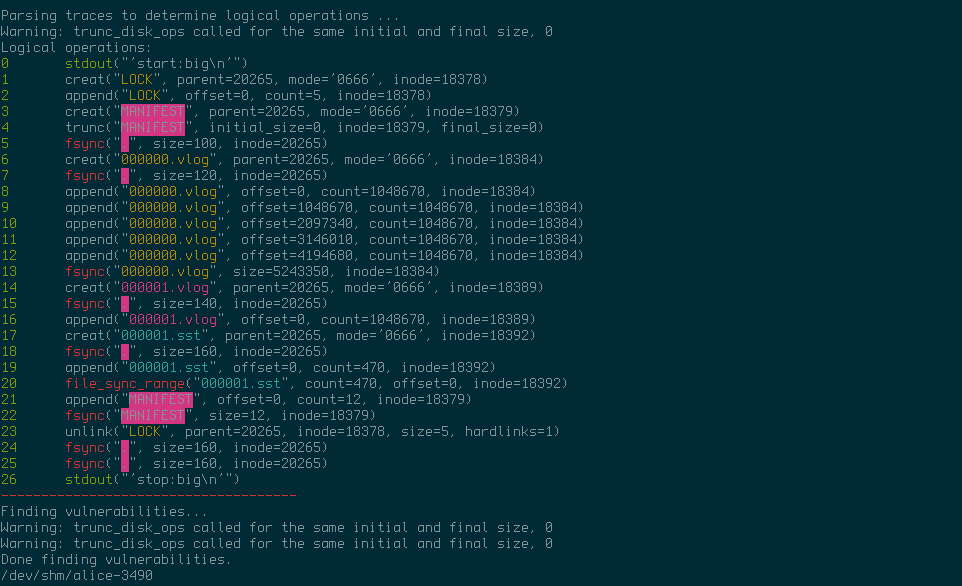 Parsing traces to determine logical operations ...
Warning: trunc_disk_ops called for the same initial and final size, 0
Logical operations:
0 stdout("'start:big\n'")
1 creat("LOCK", parent=20265, mode='0666', inode=18378)
2 append("LOCK", offset=0, count=5, inode=18378)
3 creat("MANIFEST", parent=20265, mode='0666', inode=18379)
4 trunc("MANIFEST", initial_size=0, inode=18379, final_size=0)
5 fsync(".", size=100, inode=20265)
6 creat("000000.vlog", parent=20265, mode='0666', inode=18384)
7 fsync(".", size=120, inode=20265)
8 append("000000.vlog", offset=0, count=1048670, inode=18384)
9 append("000000.vlog", offset=1048670, count=1048670, inode=18384)
10 append("000000.vlog", offset=2097340, count=1048670, inode=18384)
11 append("000000.vlog", offset=3146010, count=1048670, inode=18384)
12 append("000000.vlog", offset=4194680, count=1048670, inode=18384)
13 fsync("000000.vlog", size=5243350, inode=18384)
14 creat("000001.vlog", parent=20265, mode='0666', inode=18389)
15 fsync(".", size=140, inode=20265)
16 append("000001.vlog", offset=0, count=1048670, inode=18389)
17 creat("000001.sst", parent=20265, mode='0666', inode=18392)
18 fsync(".", size=160, inode=20265)
19 append("000001.sst", offset=0, count=470, inode=18392)
20 file_sync_range("000001.sst", count=470, offset=0, inode=18392)
21 append("MANIFEST", offset=0, count=12, inode=18379)
22 fsync("MANIFEST", size=12, inode=18379)
23 unlink("LOCK", parent=20265, inode=18378, size=5, hardlinks=1)
24 fsync(".", size=160, inode=20265)
25 fsync(".", size=160, inode=20265)
26 stdout("'stop:big\n'")
-------------------------------------
Finding vulnerabilities...
Warning: trunc_disk_ops called for the same initial and final size, 0
Warning: trunc_disk_ops called for the same initial and final size, 0
Done finding vulnerabilities.
/dev/shm/alice-3490